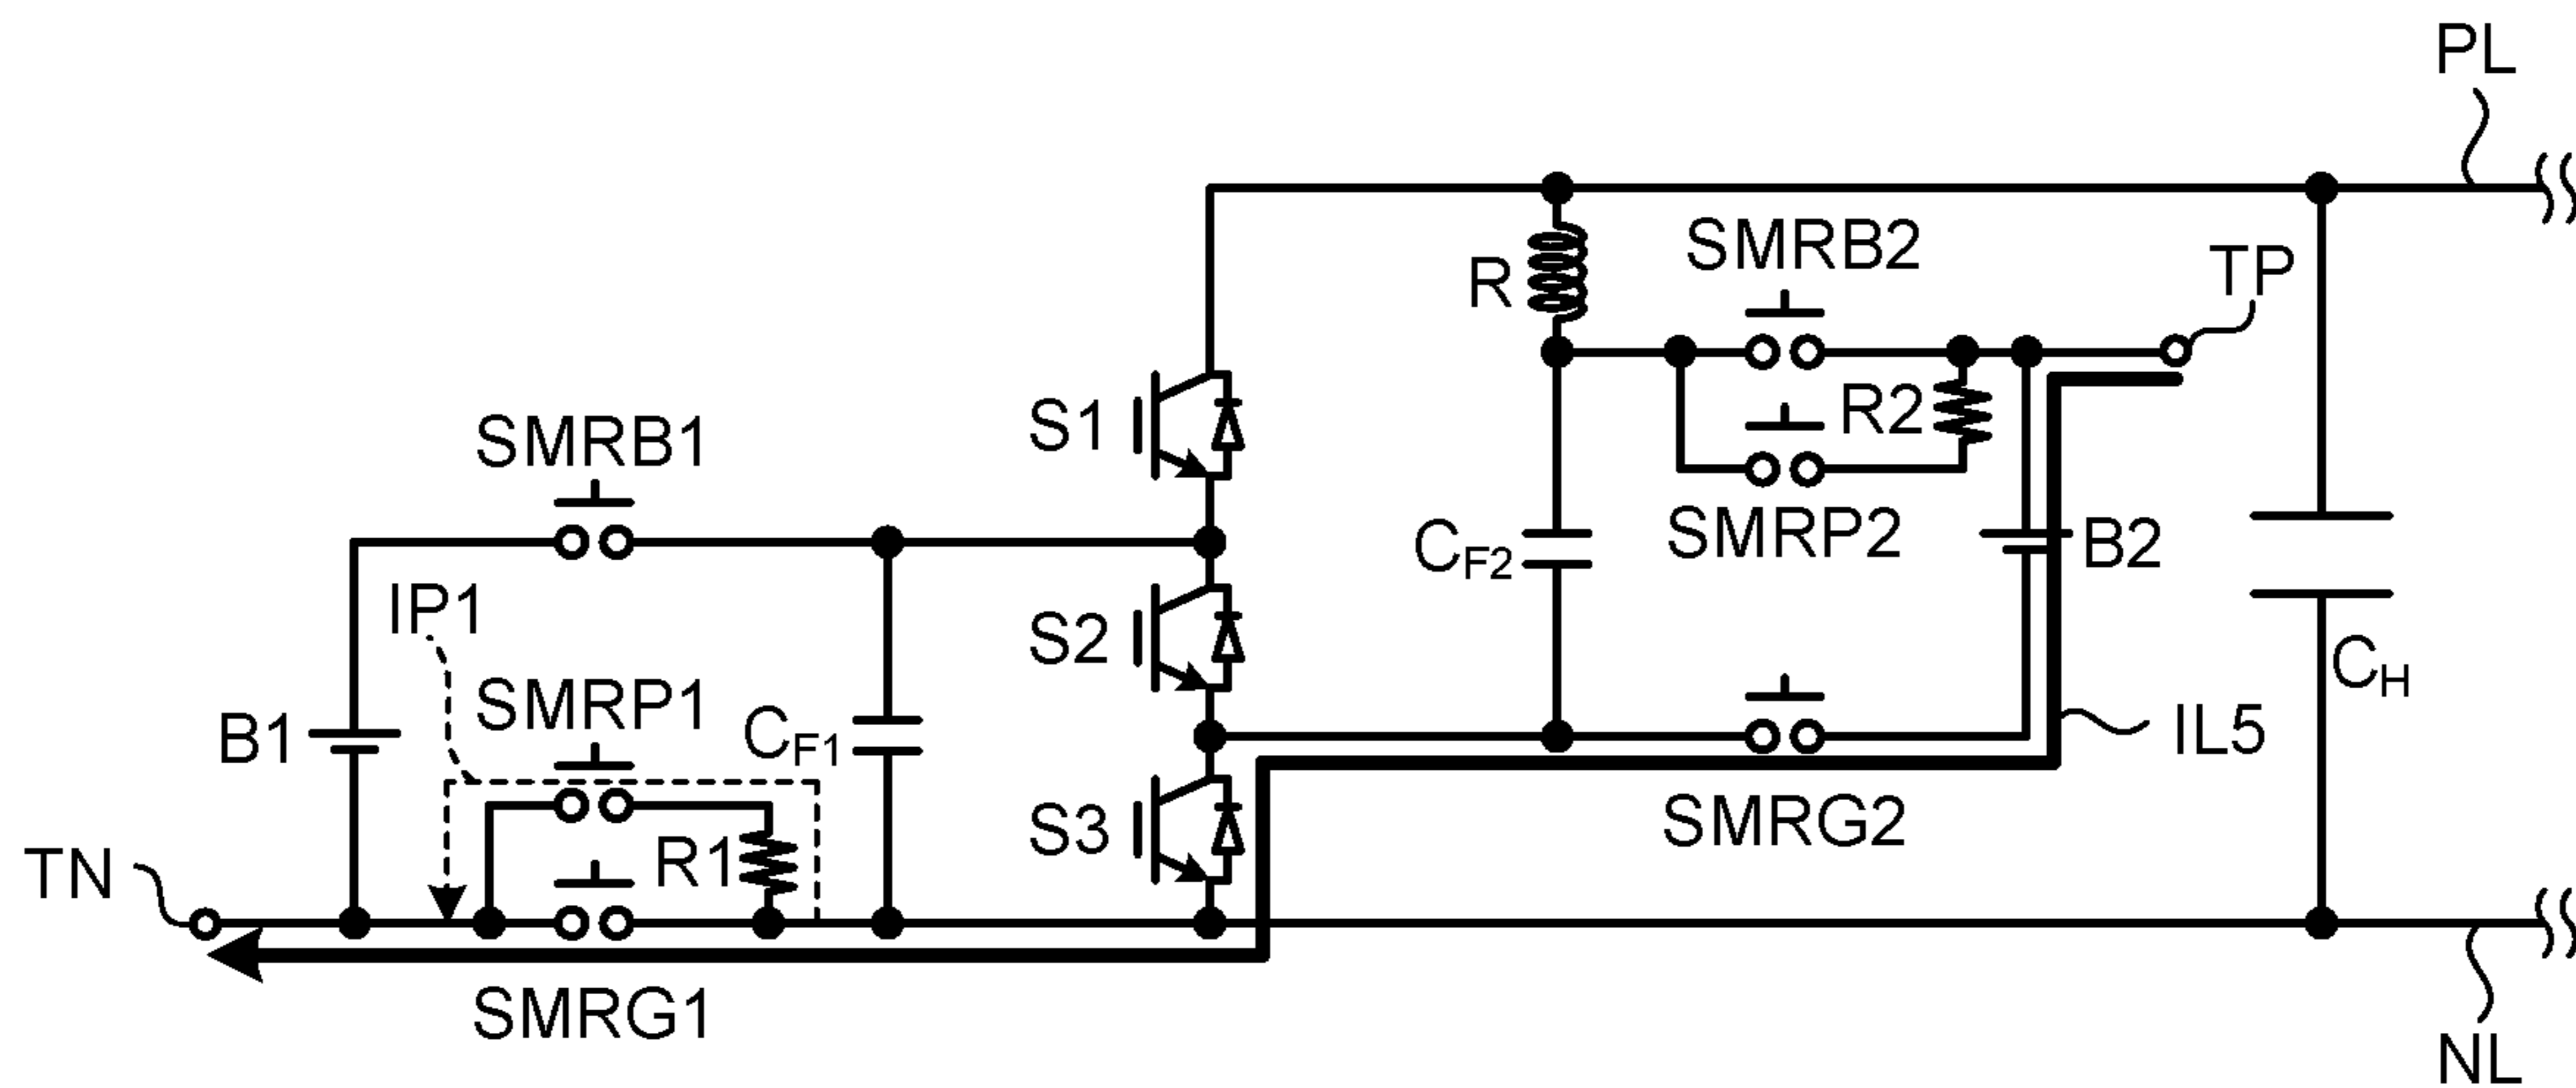 PL
SMRB2
TP
R
R2
S1
SMRB1
SMRP2
CF2
B2
IP1
S2
SMRP1
CH
B1
CF1
IL5
S3
SMRG2
R1
TN
SMRG1
NL